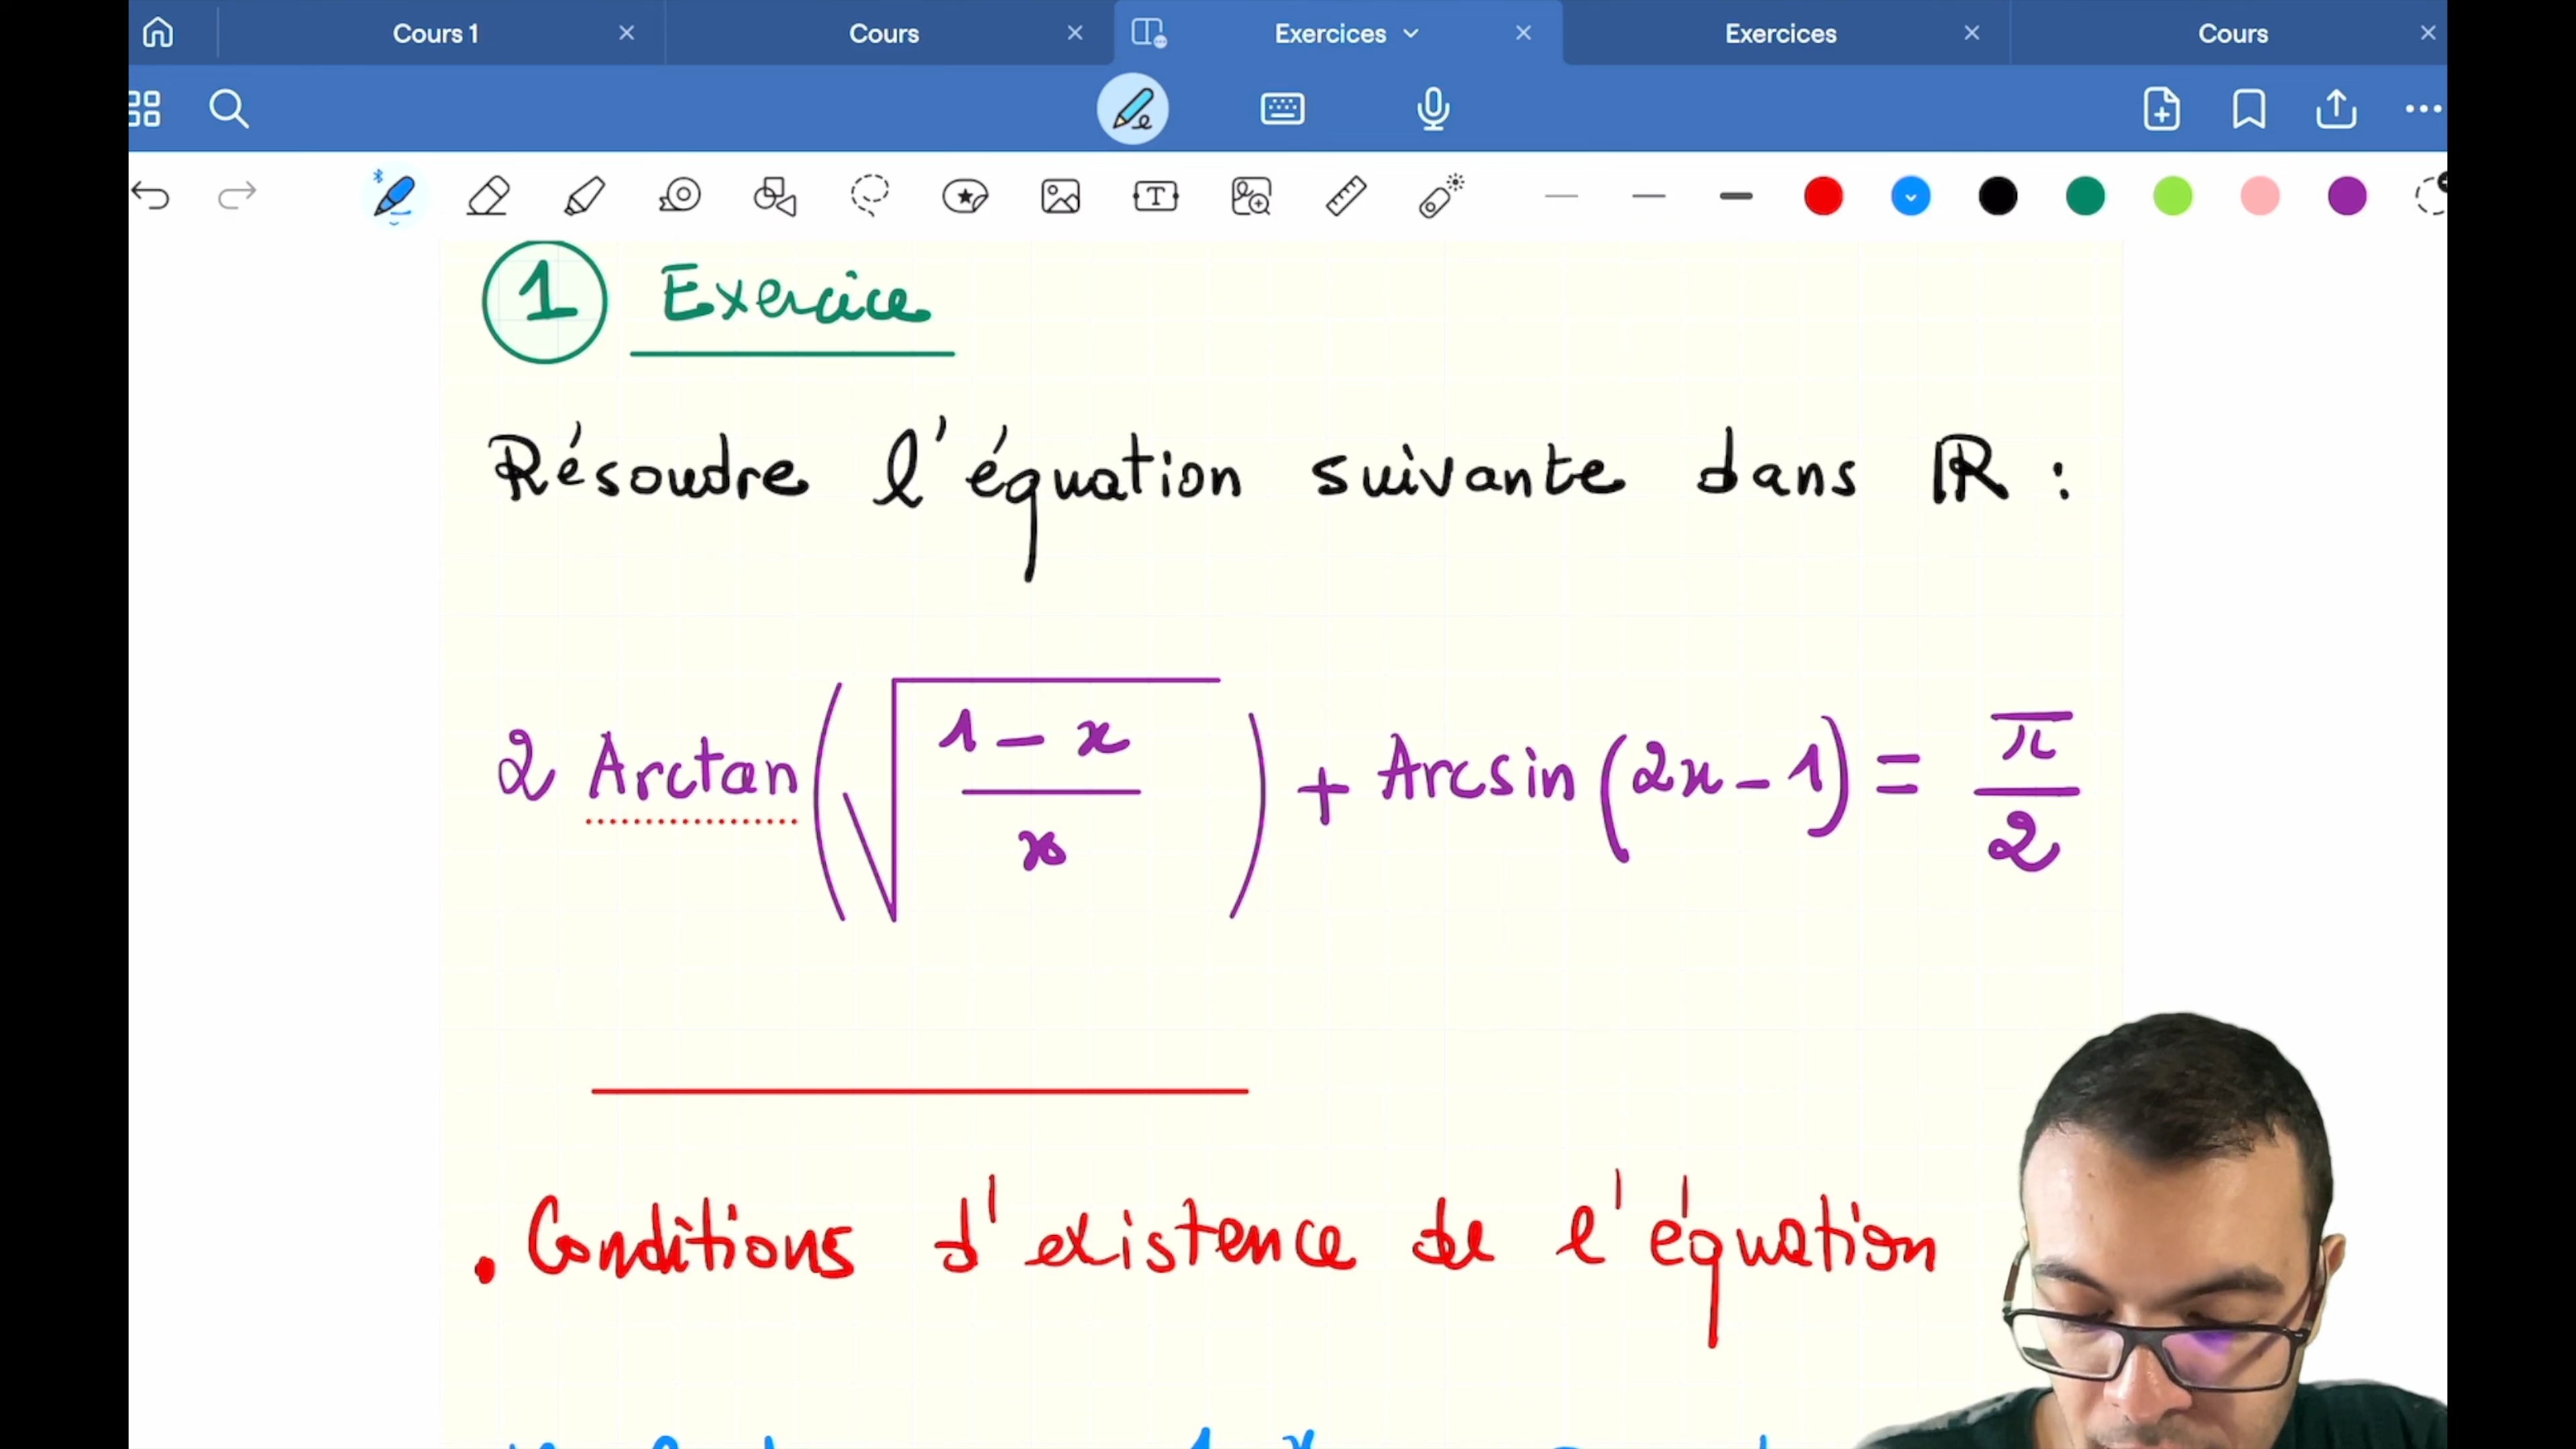 Cours 1 Cours Exercices Exercices Cours
1 Exercice
Résoudre l'équation suivante dans ℝ :
2 Arctan(√((1-x)/x)) + Arcsin(2x-1) = π/2
. Conditions d'existence de l'équation